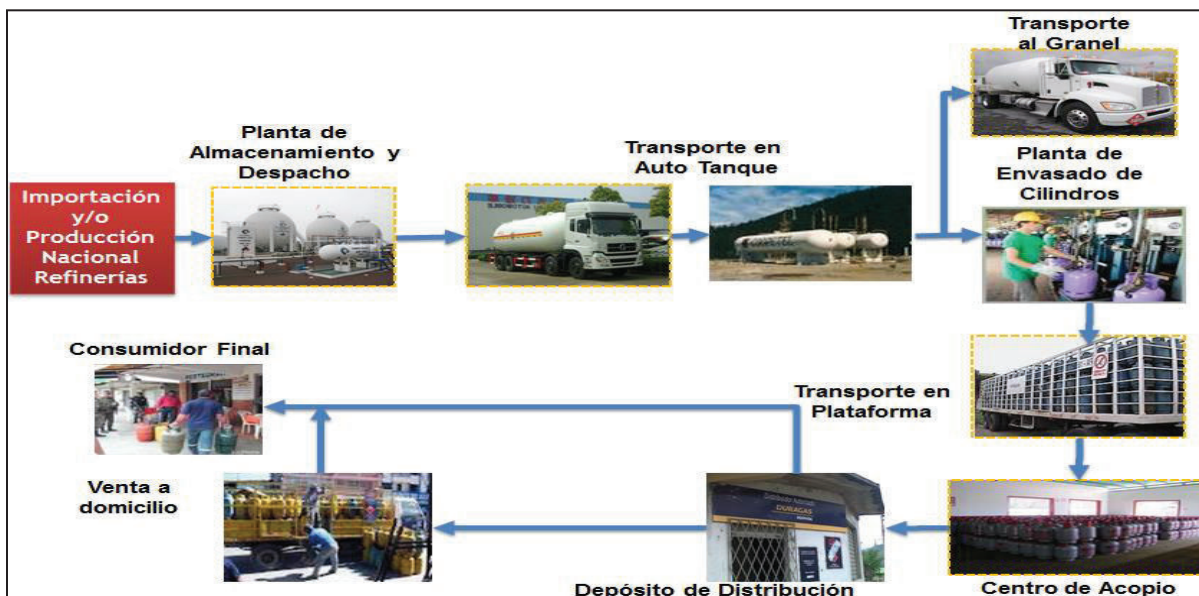 Transporte
al Granel
Planta de
Almacenamiento y
Despacho
Transporte en
Auto Tanque
Planta de
Envasado de
Cilindros
Importación
y/o
Producción
Nacional
Refinerías
Consumidor Final
Transporte en
Plataforma
Venta a
domicilio
DURAGAS
Depósito de Distribución
Centro de Acopio